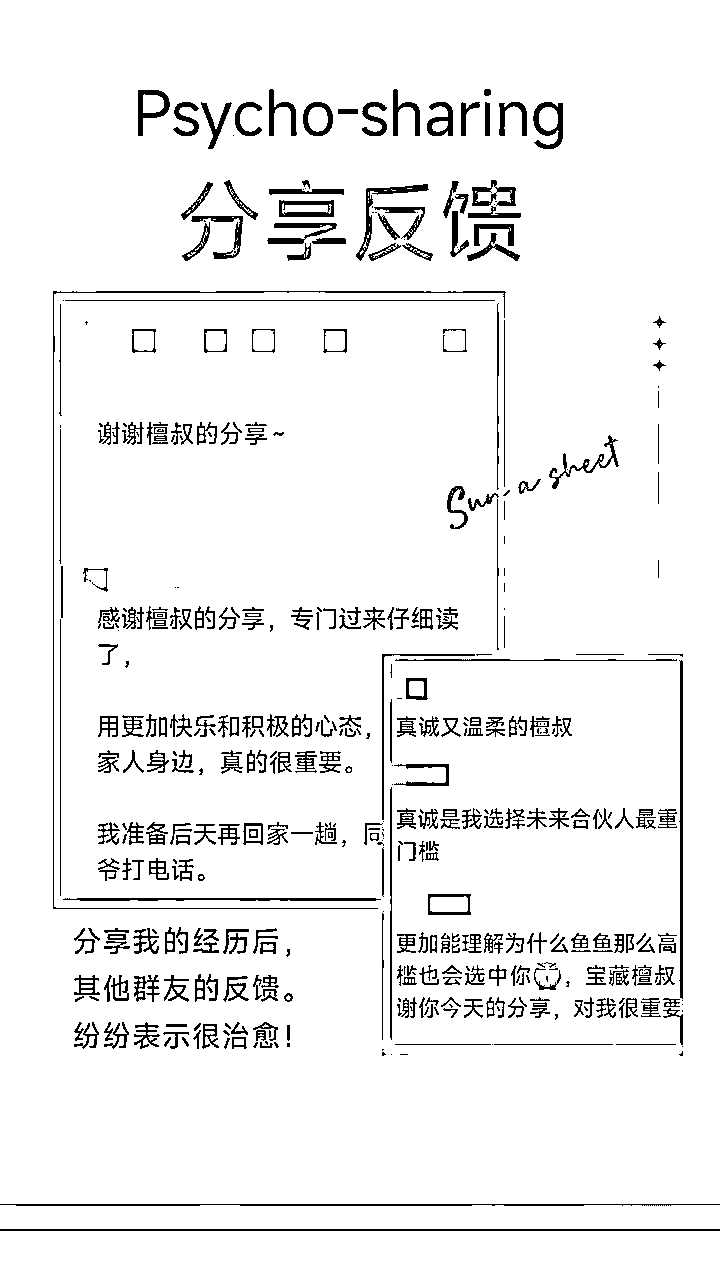 Psycho-sharing
分享反馈
谢谢檀叔的分享~
Sun a sheet
感谢檀叔的分享，专门过来仔细读
了，
用更加快乐和积极的心态，
家人身边，真的很重要。
我准备后天再回家一趟，同
爷打电话。
真诚又温柔的檀叔
真诚是我选择未来合伙人最重
门槛
更加能理解为什么鱼鱼那么高
槛也会选中你，宝藏檀叔
谢你今天的分享，对我很重要
分享我的经历后，
其他群友的反馈。
纷纷表示很治愈！